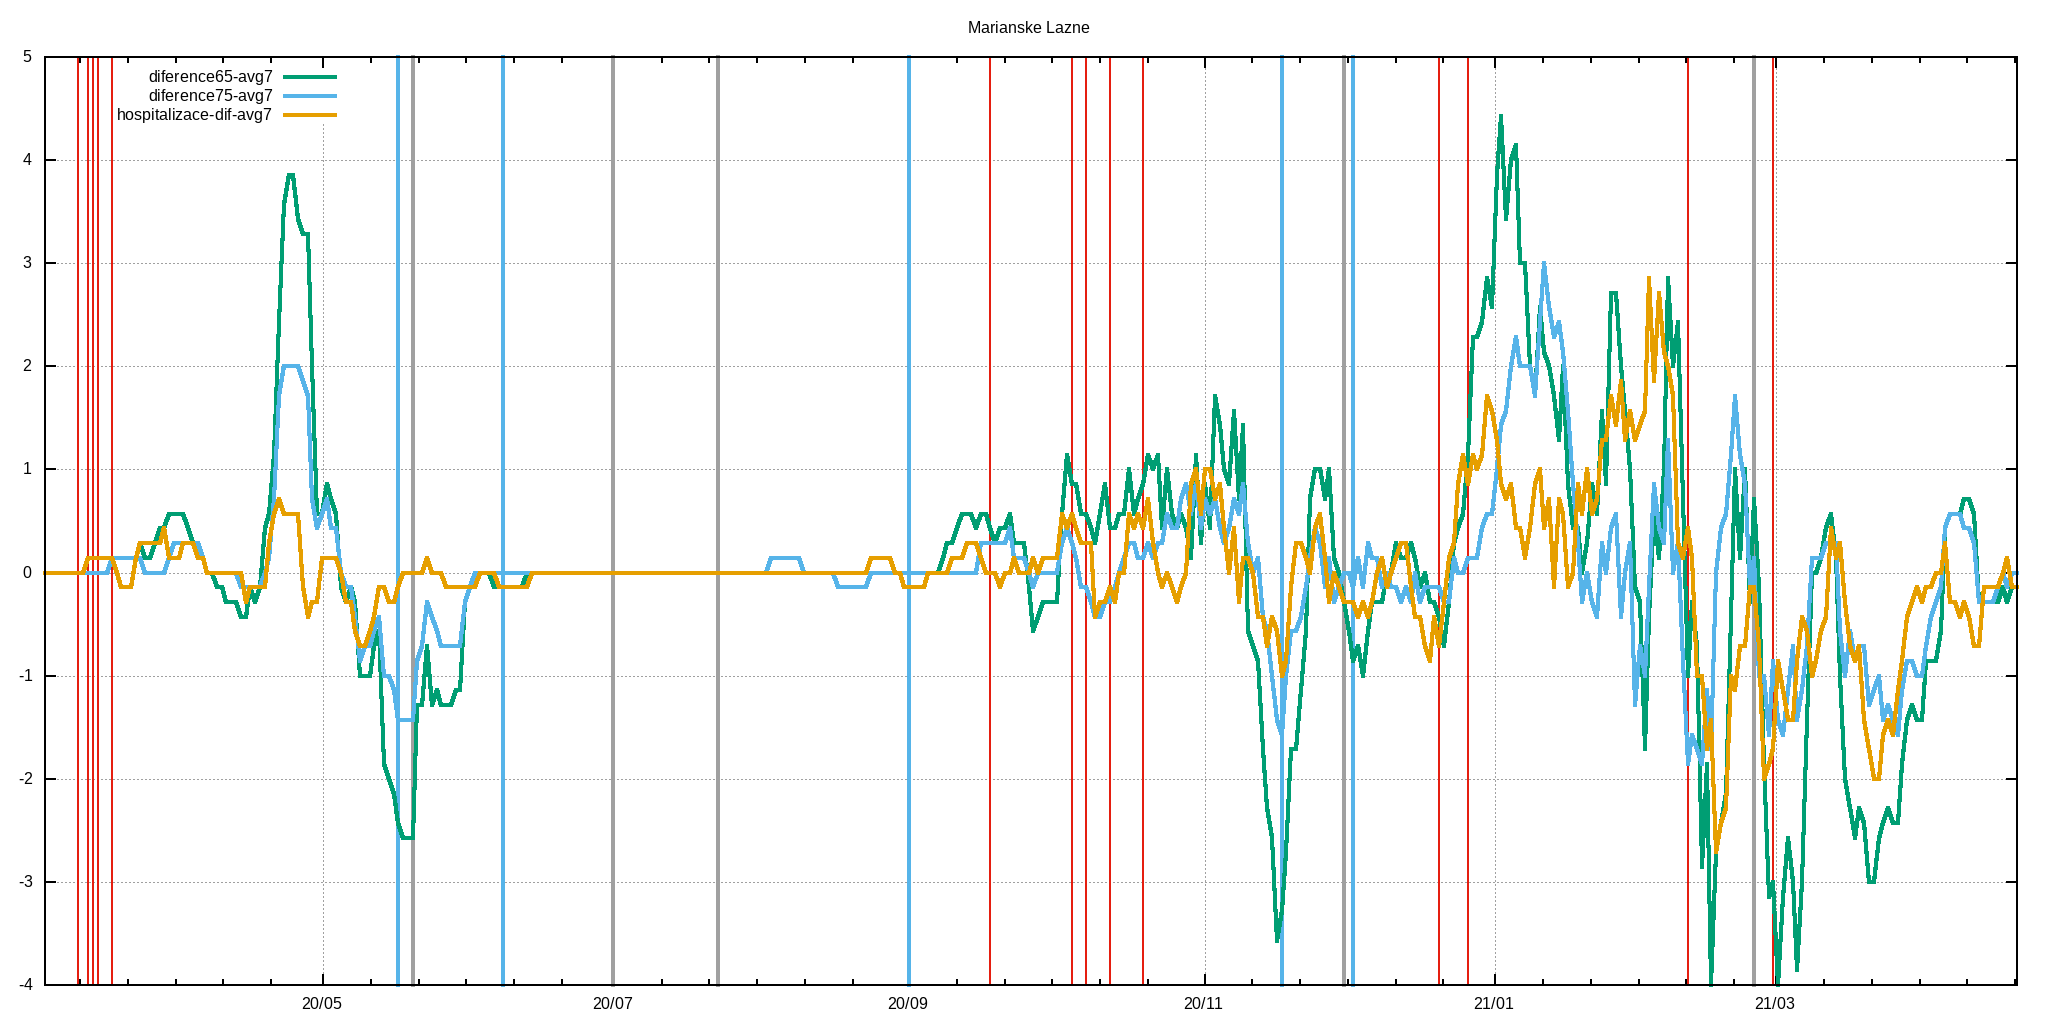 Marianske Lazne
5
diference65-avg7
diference75-avg7
hospitalizace-dif-avg7
4
3
2
1
0
-1
-2
-3
-4
20/05 20/07 20/09 20/11 21/01 21/03